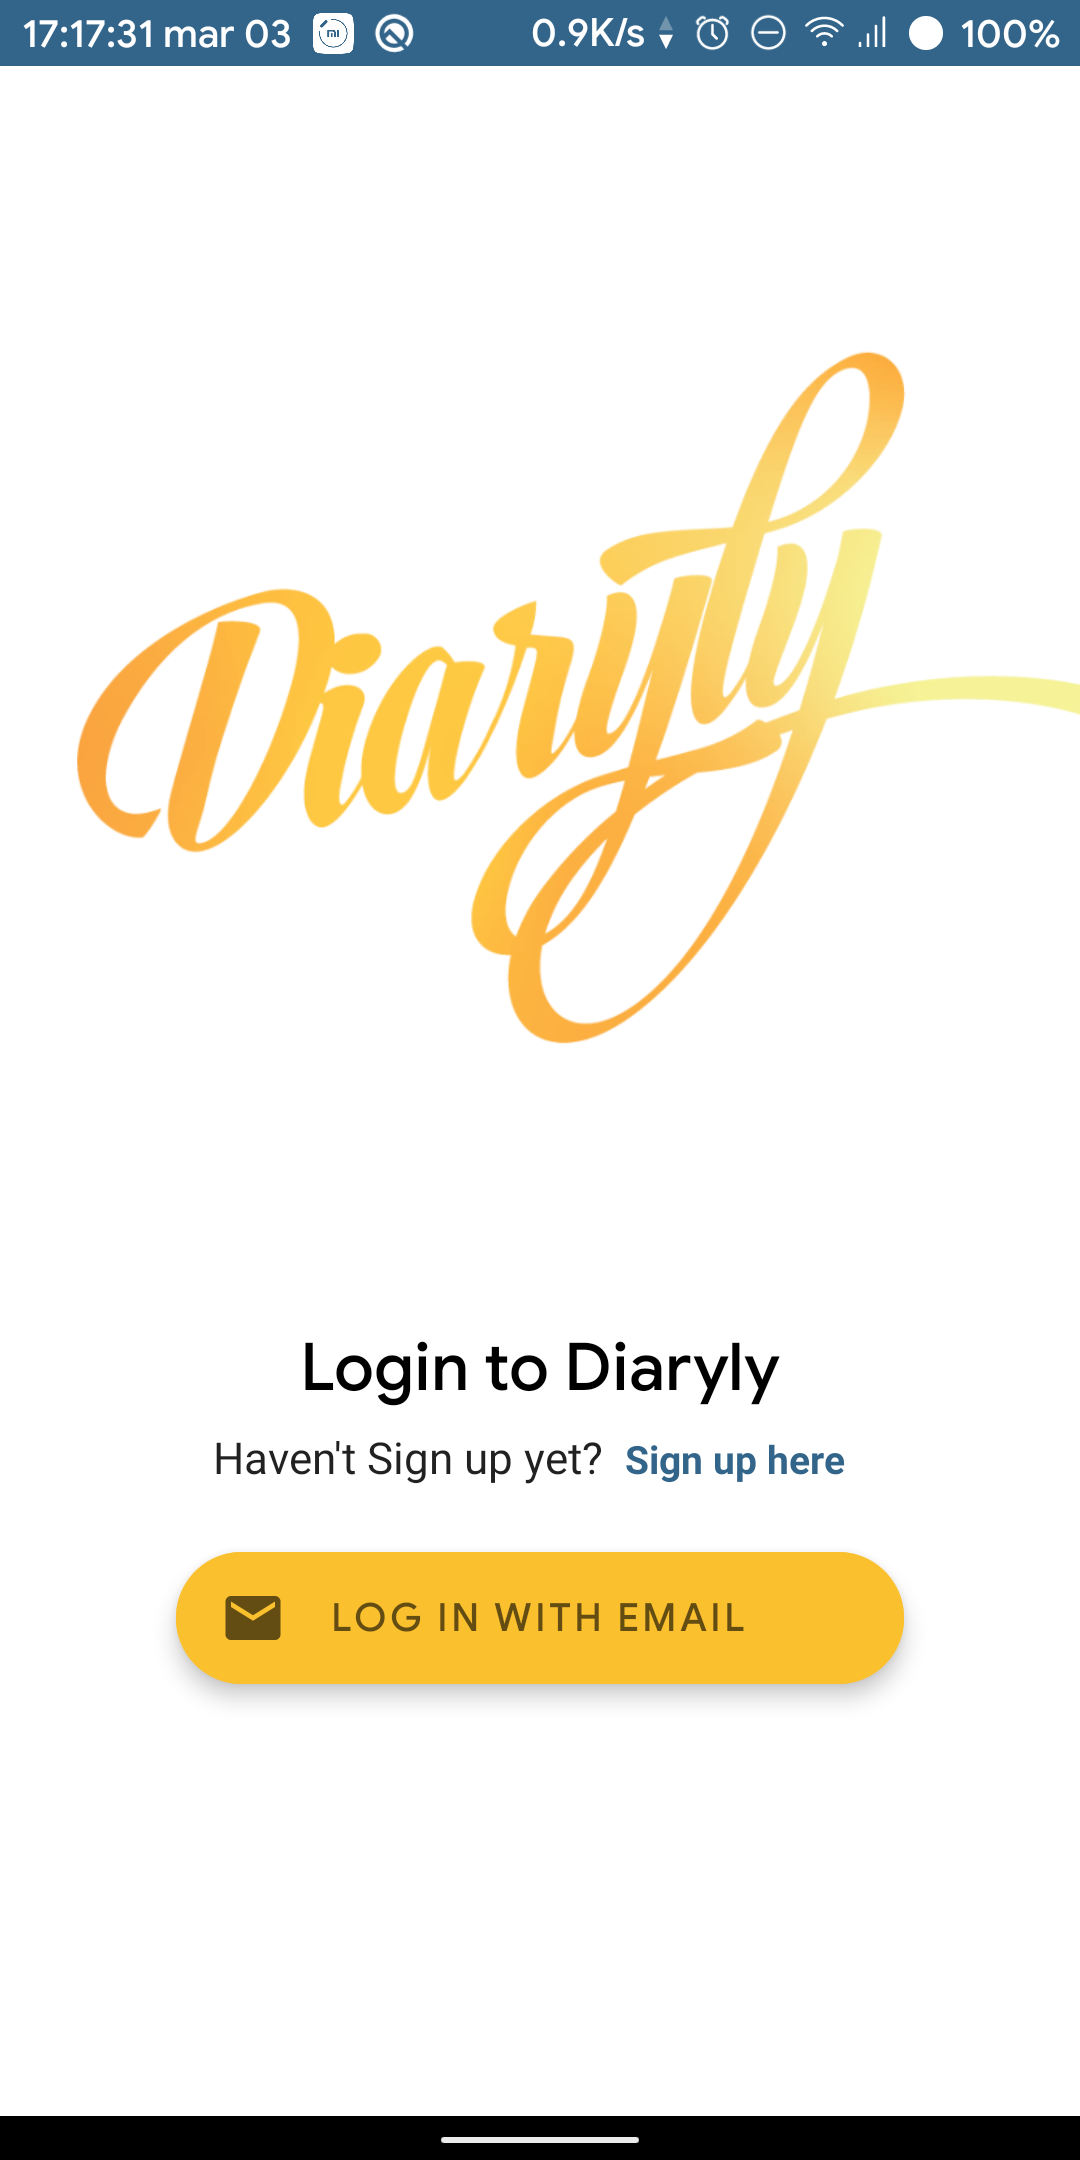 17:17:31 mar 03 0.9K/s 100%
Diaryly
Login to Diaryly
Haven't Sign up yet? Sign up here
LOG IN WITH EMAIL